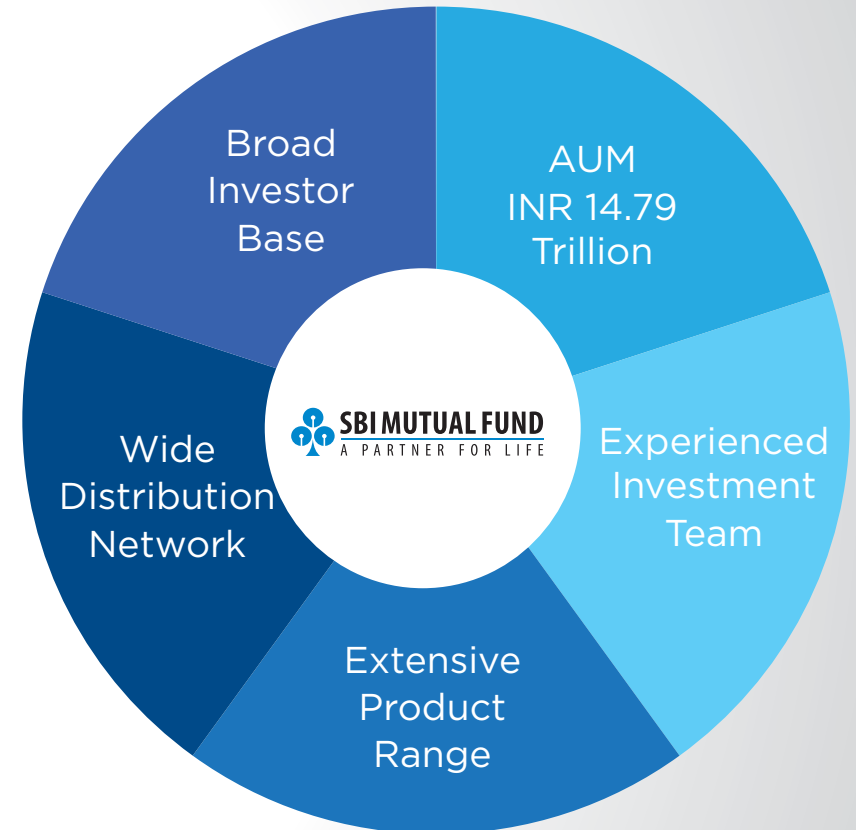 Broad
Investor
Base
AUM
INR 14.79
Trillion
Experienced
Investment
Team
Extensive
Product
Range
Wide
Distribution
Network
SBI MUTUAL FUND
A PARTNER FOR LIFE